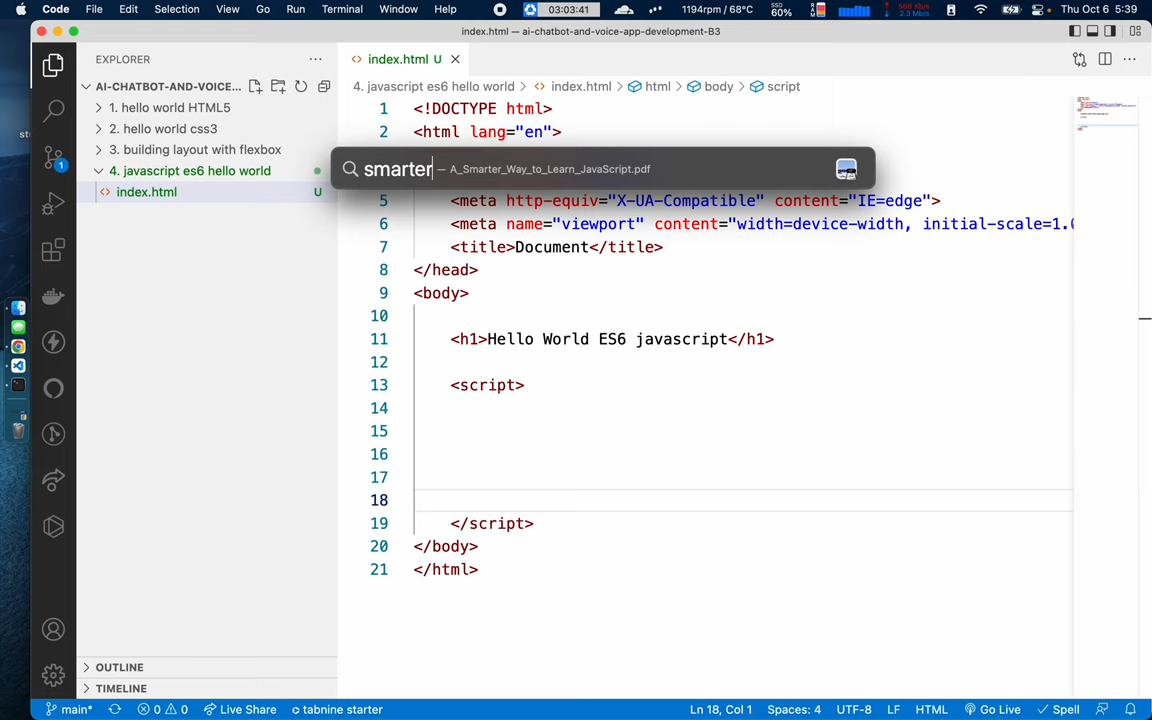 Code File Edit Selection View Go Run Terminal Window Help 03:03:41 1194rpm / 68°C SSD 60% 2.3 Mb/s Thu Oct 6 5:39
index.html — ai-chatbot-and-voice-app-development-B3
EXPLORER
index.html U
AI-CHATBOT-AND-VOICE...
4. javascript es6 hello world > index.html > html > body > script
1. hello world HTML5
2. hello world css3
3. building layout with flexbox
4. javascript es6 hello world
index.html U
1 <!DOCTYPE html>
2 <html lang="en">
smarter — A_Smarter_Way_to_Learn_JavaScript.pdf
5 <meta http-equiv="X-UA-Compatible" content="IE=edge">
6 <meta name="viewport" content="width=device-width, initial-scale=1.
7 <title>Document</title>
8 </head>
9 <body>
10
11 <h1>Hello World ES6 javascript</h1>
12
13 <script>
14
15
16
17
18
19 </script>
20 </body>
21 </html>
1
OUTLINE
TIMELINE
main* 0 0 Live Share tabnine starter Ln 18, Col 1 Spaces: 4 UTF-8 LF HTML Go Live Spell